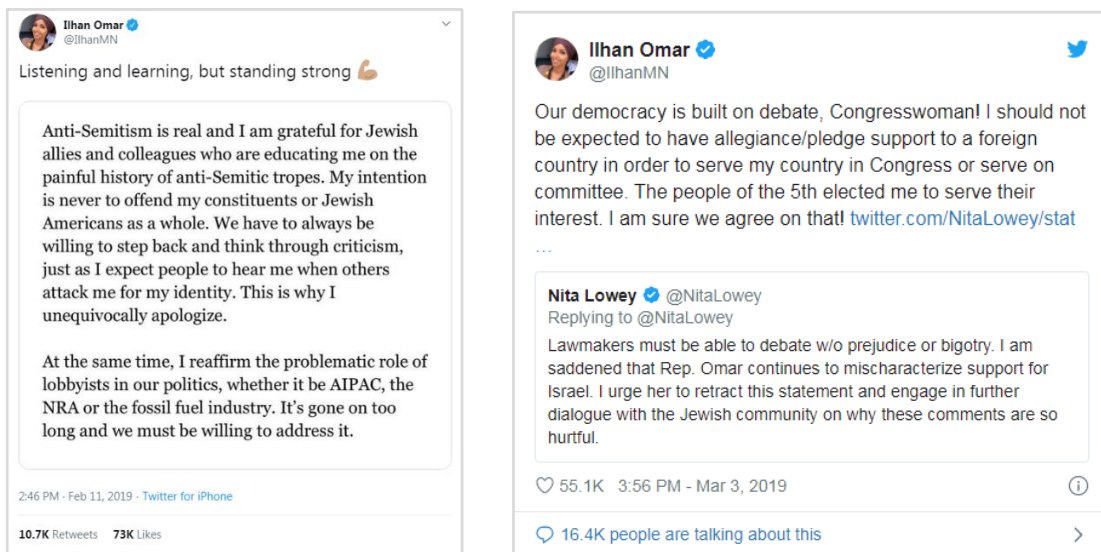 Ilhan Omar
@IlhanMN
Listening and learning, but standing strong 💪🏽
Anti-Semitism is real and I am grateful for Jewish
allies and colleagues who are educating me on the
painful history of anti-Semitic tropes. My intention
is never to offend my constituents or Jewish
Americans as a whole. We have to always be
willing to step back and think through criticism,
just as I expect people to hear me when others
attack me for my identity. This is why I
unequivocally apologize.
At the same time, I reaffirm the problematic role of
lobbyists in our politics, whether it be AIPAC, the
NRA or the fossil fuel industry. It's gone on too
long and we must be willing to address it.
2:46 PM · Feb 11, 2019 · Twitter for iPhone
10.7K Retweets 73K Likes
Ilhan Omar
@IlhanMN
Our democracy is built on debate, Congresswoman! I should not
be expected to have allegiance/pledge support to a foreign
country in order to serve my country in Congress or serve on
committee. The people of the 5th elected me to serve their
interest. I am sure we agree on that! twitter.com/NitaLowey/stat
...
Nita Lowey @NitaLowey
Replying to @NitaLowey
Lawmakers must be able to debate w/o prejudice or bigotry. I am
saddened that Rep. Omar continues to mischaracterize support for
Israel. I urge her to retract this statement and engage in further
dialogue with the Jewish community on why these comments are so
hurtful.
55.1K 3:56 PM - Mar 3, 2019
16.4K people are talking about this